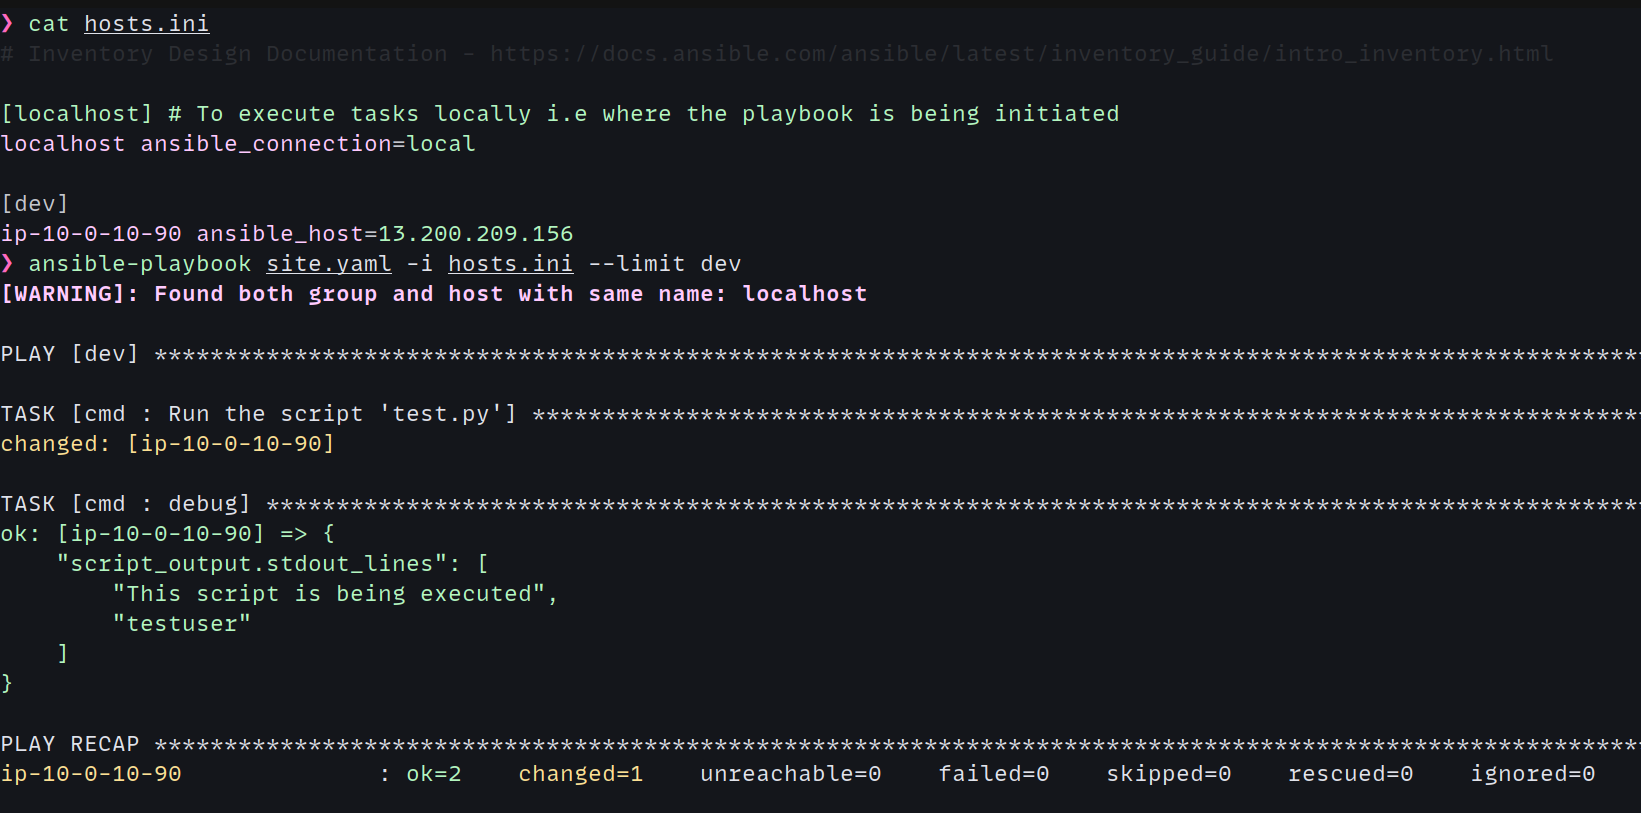 ❯ cat hosts.ini
# Inventory Design Documentation - https://docs.ansible.com/ansible/latest/inventory_guide/intro_inventory.html
[localhost] # To execute tasks locally i.e where the playbook is being initiated
localhost ansible_connection=local
[dev]
ip-10-0-10-90 ansible_host=13.200.209.156
❯ ansible-playbook site.yaml -i hosts.ini --limit dev
[WARNING]: Found both group and host with same name: localhost
PLAY [dev] **********************************************************************************************************
TASK [cmd : Run the script 'test.py'] *******************************************************************************
changed: [ip-10-0-10-90]
TASK [cmd : debug] **************************************************************************************************
ok: [ip-10-0-10-90] => {
    "script_output.stdout_lines": [
        "This script is being executed",
        "testuser"
    ]
}
PLAY RECAP **********************************************************************************************************
ip-10-0-10-90              : ok=2    changed=1    unreachable=0    failed=0    skipped=0    rescued=0    ignored=0